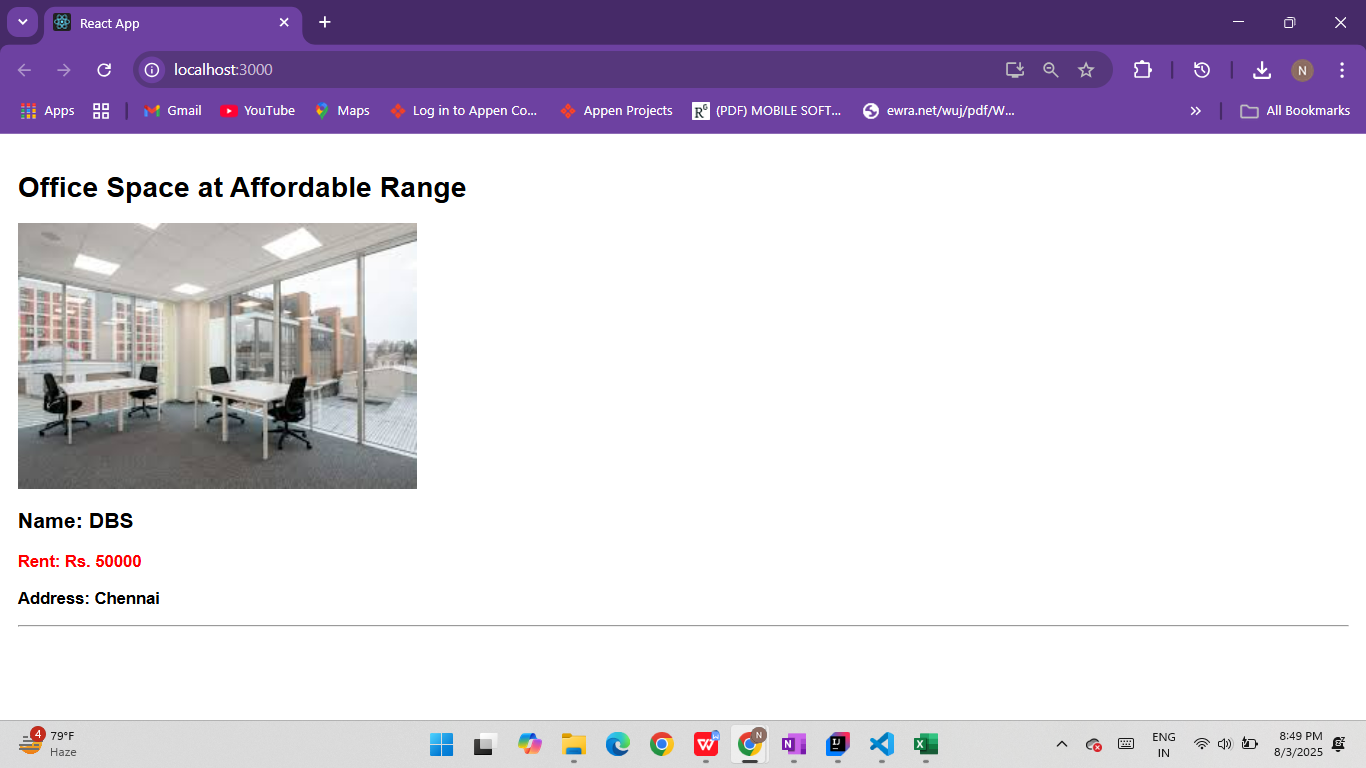 React App
localhost:3000
N
Apps
Gmail
YouTube
Maps
Log in to Appen Co...
Appen Projects
R^G
(PDF) MOBILE SOFT...
ewra.net/wuj/pdf/W...
All Bookmarks
Office Space at Affordable Range
Name: DBS
Rent: Rs. 50000
Address: Chennai
4
79°F
Haze
W
N
N
IJ
ENG
IN
8:49 PM
8/3/2025